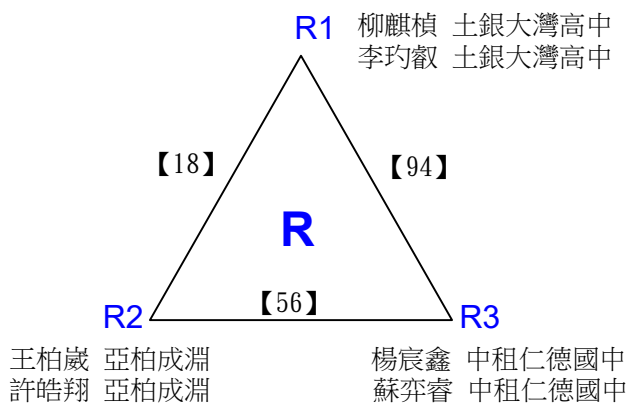 R1 柳麒楨 土銀大灣高中
李玓叡 土銀大灣高中
【18】 【94】
R
【56】
R2 R3
王柏崴 亞柏成淵 楊宸鑫 中租仁德國中
許皓翔 亞柏成淵 蘇弈睿 中租仁德國中